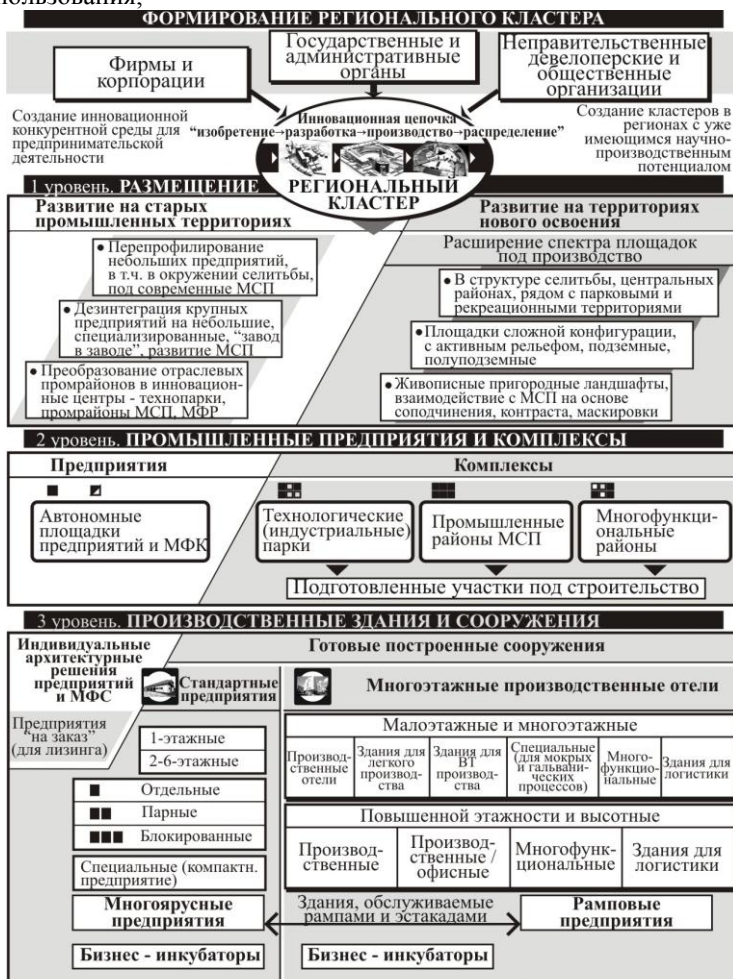 пользования,
ФОРМИРОВАНИЕ РЕГИОНАЛЬНОГО КЛАСТЕРА
Фирмы и
корпорации
Государственные и
административные
органы
Неправительственные
девелоперские и
общественные
организации
Создание инновационной
конкурентной среды для
предпринимательской
деятельности
Инновационная цепочка
“изобретение→разработка→производство→распределение”
Создание кластеров в
регионах с уже
имеющимся научно-
производственным
потенциалом
РЕГИОНАЛЬНЫЙ
КЛАСТЕР
1 уровень. РАЗМЕЩЕНИЕ
Развитие на старых
промышленных территориях
• Перепрофилирование
небольших предприятий,
в т.ч. в окружении селитьбы,
под современные МСП
• Дезинтеграция крупных
предприятий на небольшие,
специализированные, “завод
в заводе”, развитие МСП
• Преобразование отраслевых
промрайонов в инновацион-
ные центры - технопарки,
промрайоны МСП, МФР
Развитие на территориях
нового освоения
Расширение спектра площадок
под производство
• В структуре селитьбы, центральных
районах, рядом с парковыми и
рекреационными территориями
• Площадки сложной конфигурации,
с активным рельефом, подземные,
полуподземные
• Живописные пригородные ландшафты,
взаимодействие с МСП на основе
соподчинения, контраста, маскировки
2 уровень. ПРОМЫШЛЕННЫЕ ПРЕДПРИЯТИЯ И КОМПЛЕКСЫ
Предприятия
Автономные
площадки
предприятий и МФК
Комплексы
Технологические
(индустриальные)
парки
Промышленные
районы МСП
Многофункци-
ональные
районы
Подготовленные участки под строительство
3 уровень. ПРОИЗВОДСТВЕННЫЕ ЗДАНИЯ И СООРУЖЕНИЯ
Индивидуальные
архитектурные
решения
предприятий
и МФС
Предприятия
“на заказ”
(для лизинга)
Готовые построенные сооружения
Стандартные
предприятия
1-этажные
2-6-этажные
Отдельные
Парные
Блокированные
Специальные (компактн.
предприятие)
Многоэтажные производственные отели
Малоэтажные и многоэтажные
Производ-
ственные
отели
Здания для
легкого
производ-
ства
Здания для
ВТ
производ-
ства
Специальные
(для мокрых
и гальвани-
ческих
процессов)
Много-
функцио-
нальные
Здания для
логистики
Повышенной этажности и высотные
Производ-
ственные
Производ-
ственные /
офисные
Многофунк-
циональные
Здания для
логистики
Многоярусные
предприятия
Здания, обслуживаемые
рампами и эстакадами
Рамповые
предприятия
Бизнес - инкубаторы
Бизнес - инкубаторы